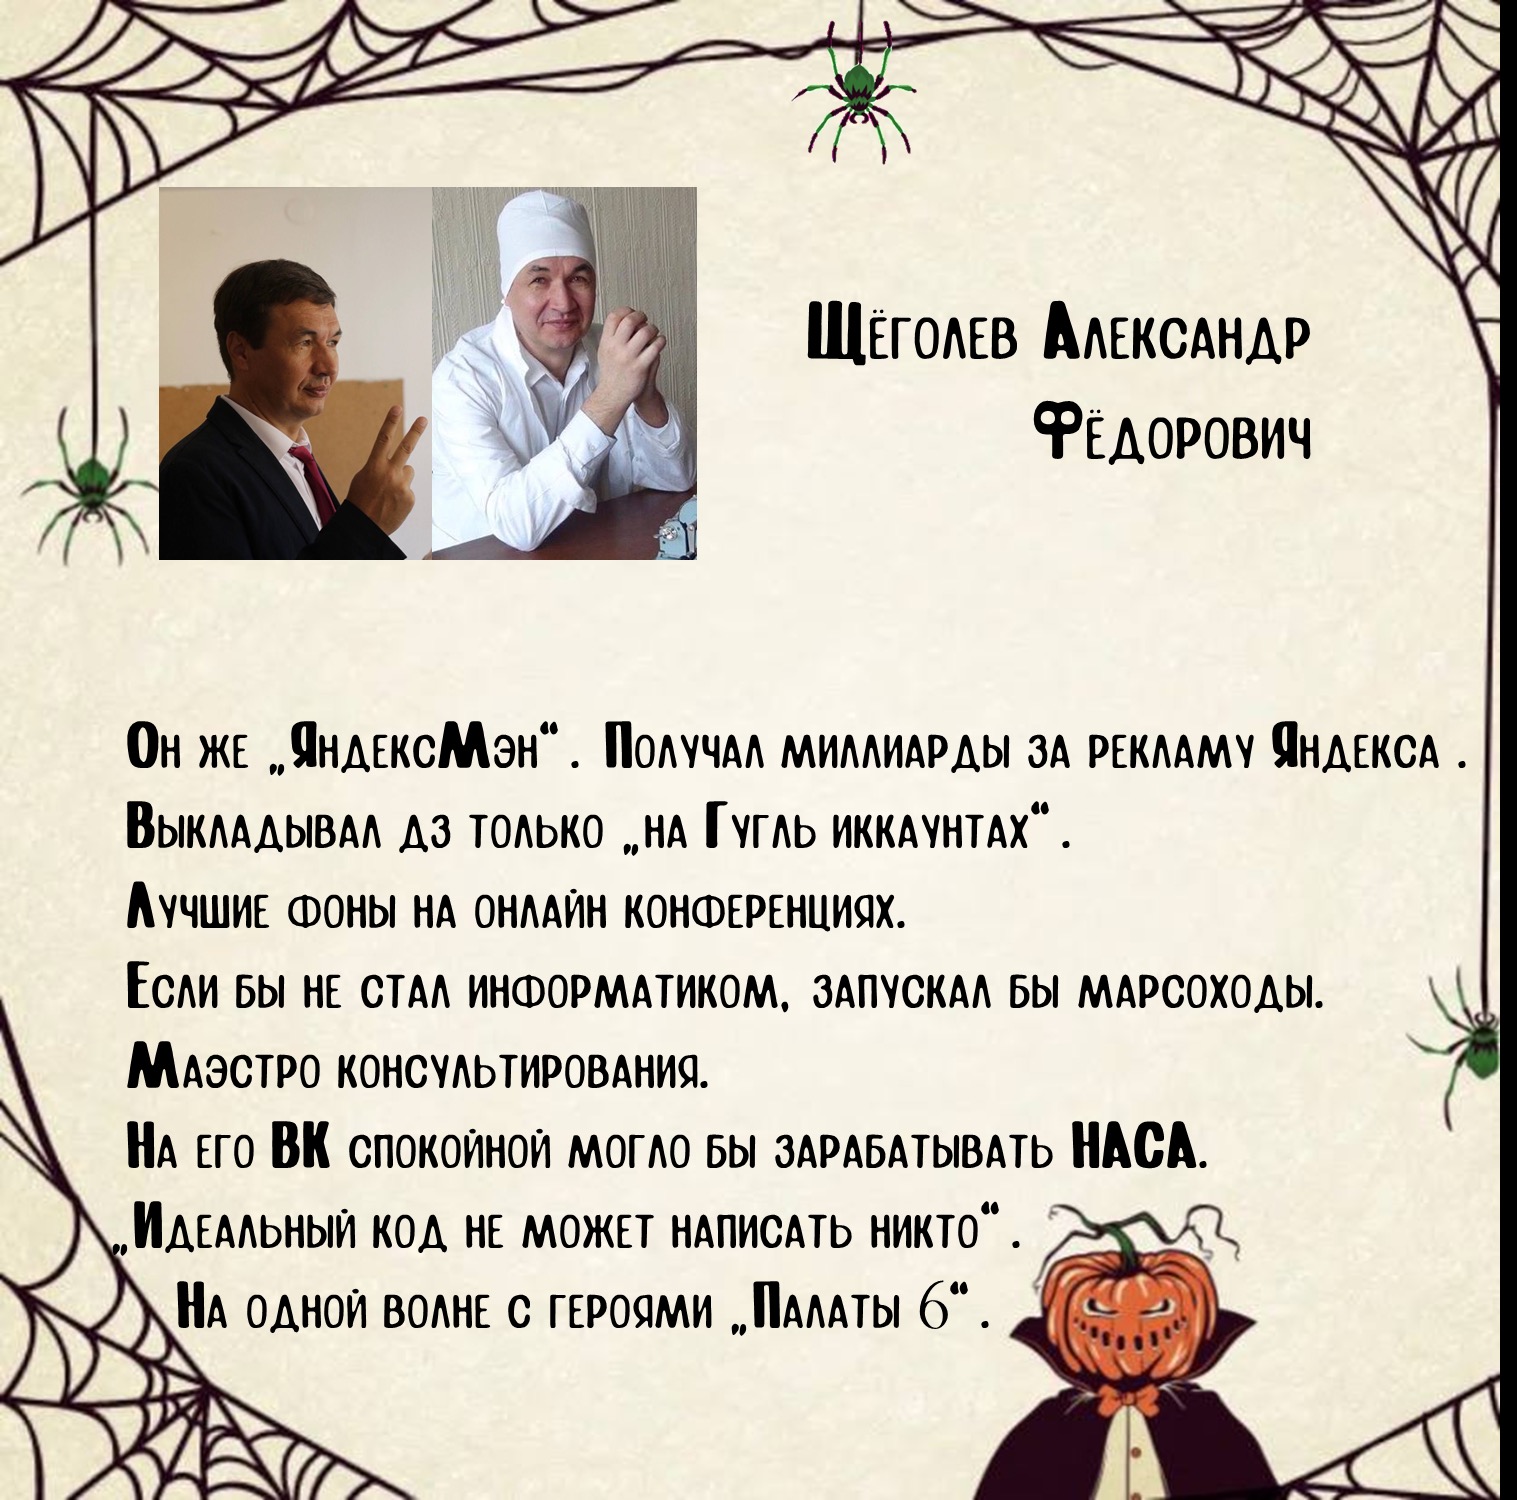 Щёголев Александр
Фёдорович
Он же „ЯндексМэн“ . Получал миллиарды за рекламу Яндекса .
Выкладывал дз только „на Гугль иккаунтах“ .
Лучшие фоны на онлайн конференциях.
Если бы не стал информатиком, запускал бы марсоходы.
Маэстро консультирования.
На его ВК спокойной могло бы зарабатывать НАСА.
„Идеальный код не может написать никто“ .
На одной волне с героями „Палаты 6“ .